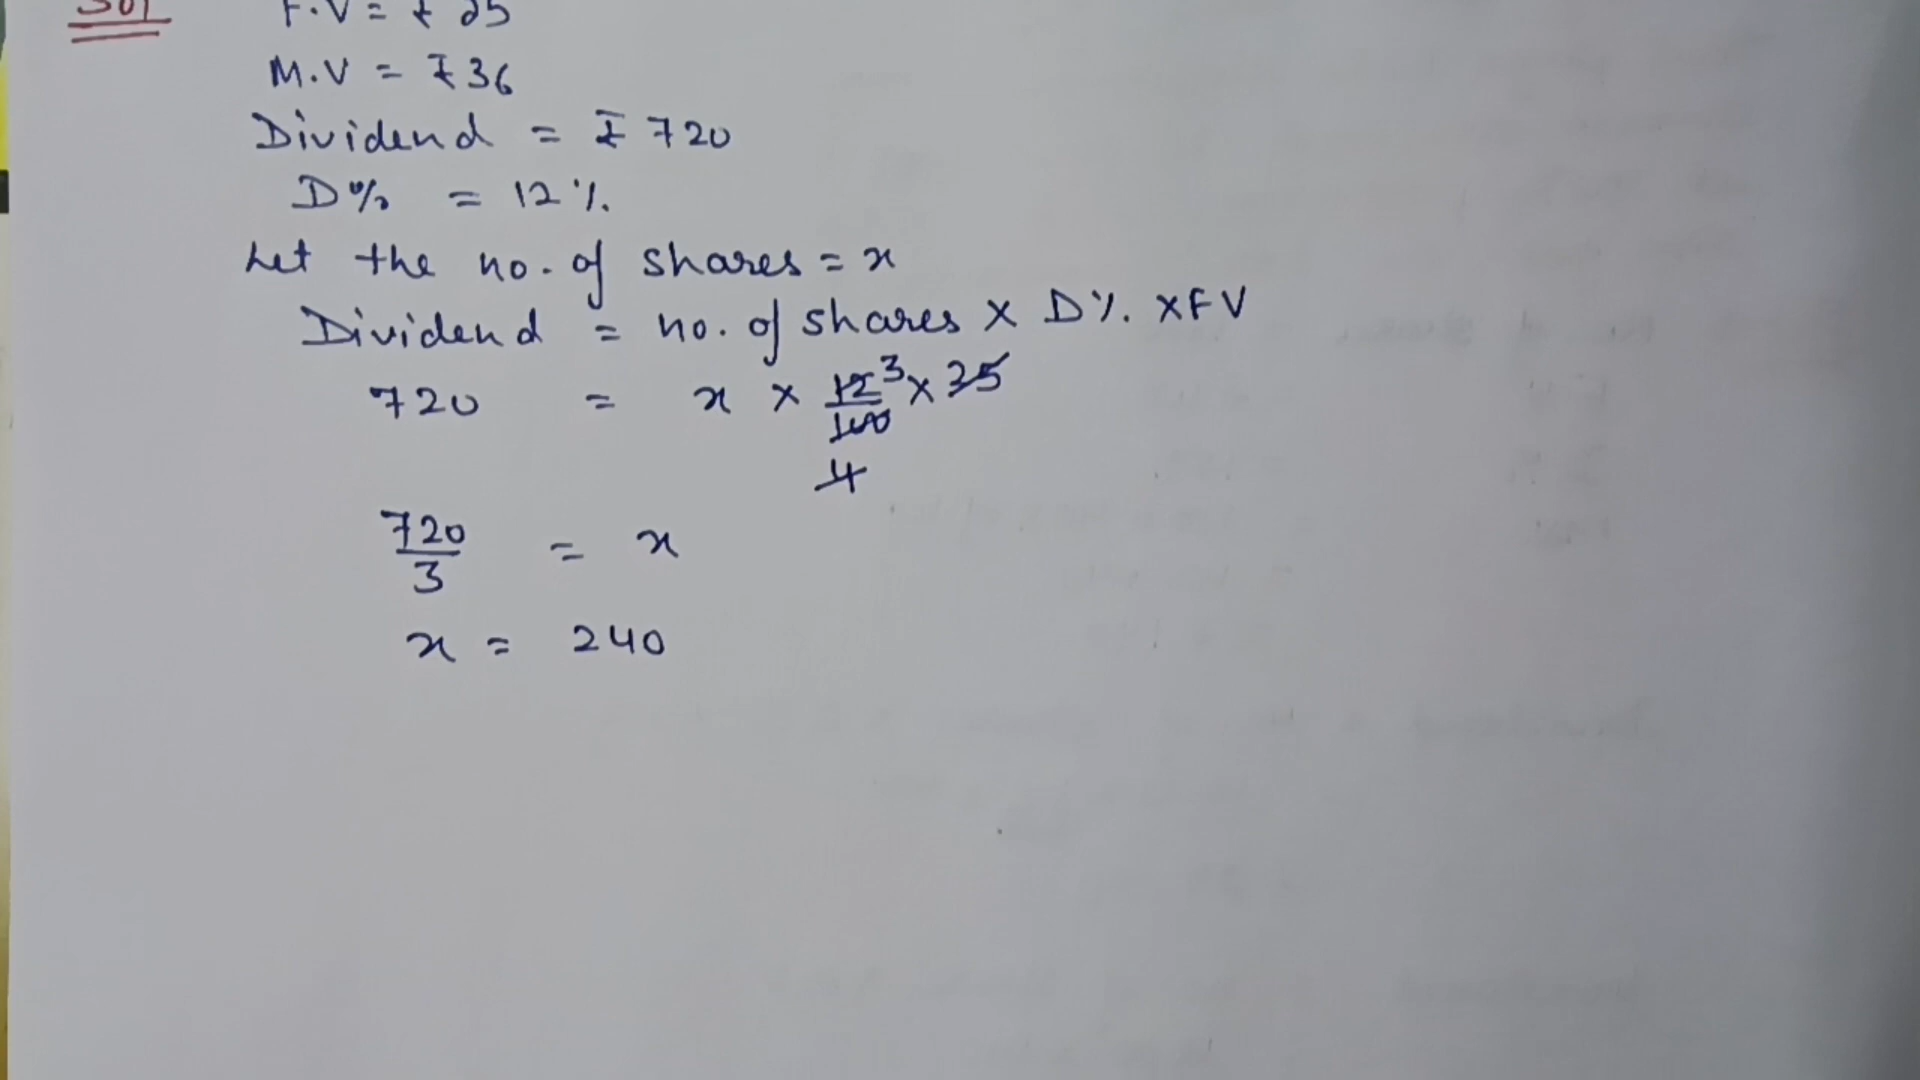 Sol
F.V = ₹ 25
M.V = ₹36
Dividend = ₹ 720
D% = 12%
Let the no. of shares = x
Dividend = no. of shares × D% × FV
720 = x × 12/100 × 25
3
4
720/3 = x
x = 240